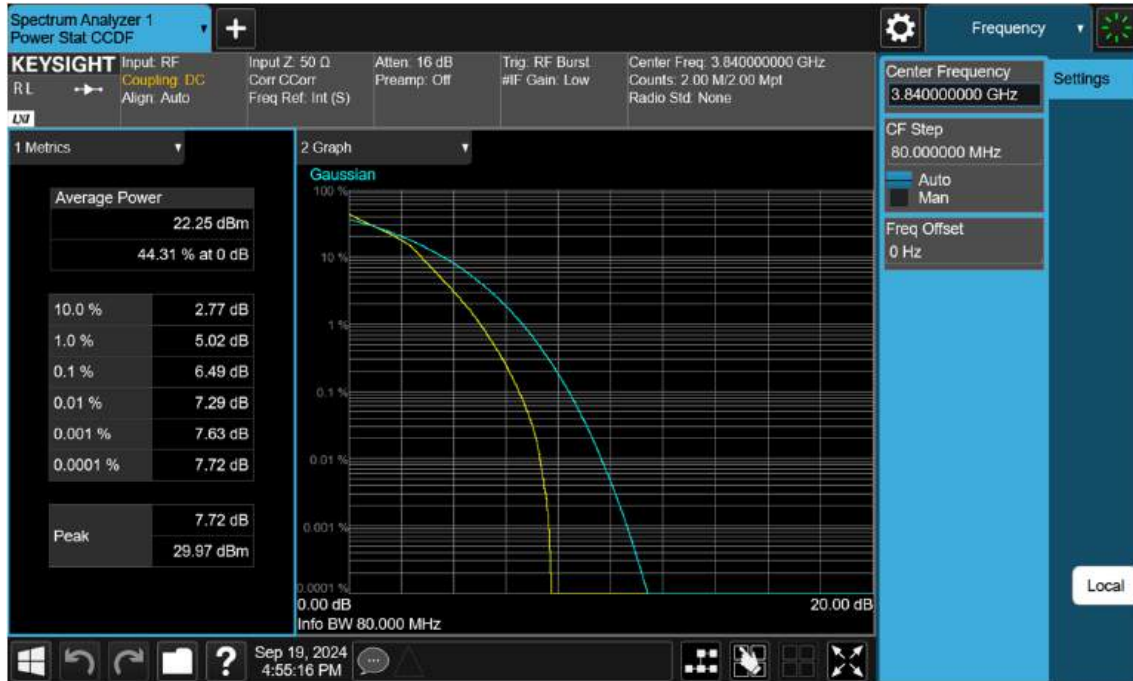 Spectrum Analyzer 1
Power Stat CCDF
+
Frequency
KEYSIGHT
RL
LXI
Input: RF
Coupling: DC
Align: Auto
Input Z: 50 Ω
Corr CCorr
Freq Ref: Int (S)
Atten: 16 dB
Preamp: Off
Trig: RF Burst
#IF Gain: Low
Center Freq: 3.840000000 GHz
Counts: 2.00 M/2.00 Mpt
Radio Std: None
Center Frequency
3.840000000 GHz
Settings
CF Step
80.000000 MHz
Auto
Man
Freq Offset
0 Hz
1 Metrics
Average Power
22.25 dBm
44.31 % at 0 dB
10.0 % 2.77 dB
1.0 % 5.02 dB
0.1 % 6.49 dB
0.01 % 7.29 dB
0.001 % 7.63 dB
0.0001 % 7.72 dB
Peak
7.72 dB
29.97 dBm
2 Graph
Gaussian
100 %
10 %
1 %
0.1 %
0.01 %
0.001 %
0.0001 %
0.00 dB 20.00 dB
Info BW 80.000 MHz
Local
?
Sep 19, 2024
4:55:16 PM